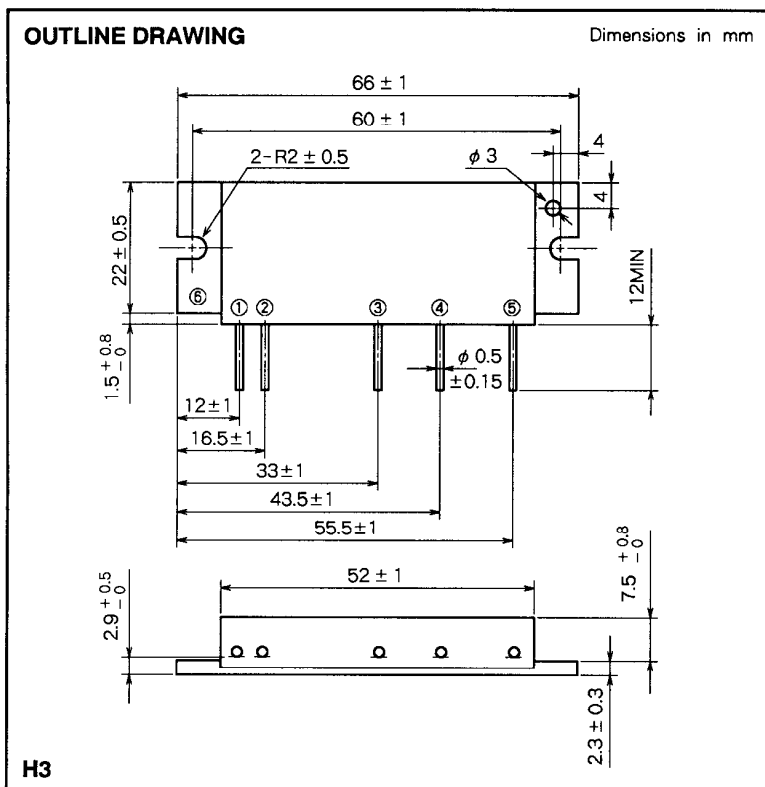 OUTLINE DRAWING
Dimensions in mm
66 ± 1
60 ± 1
4
2-R2 ± 0.5
φ 3
4
22 ± 0.5
12MIN
⑥
①
②
③
④
⑤
1.5 +0.8 -0
φ 0.5
±0.15
12±1
16.5±1
33±1
43.5±1
55.5±1
52 ± 1
2.9 +0.5 -0
7.5 +0.8 -0
2.3 ± 0.3
H3